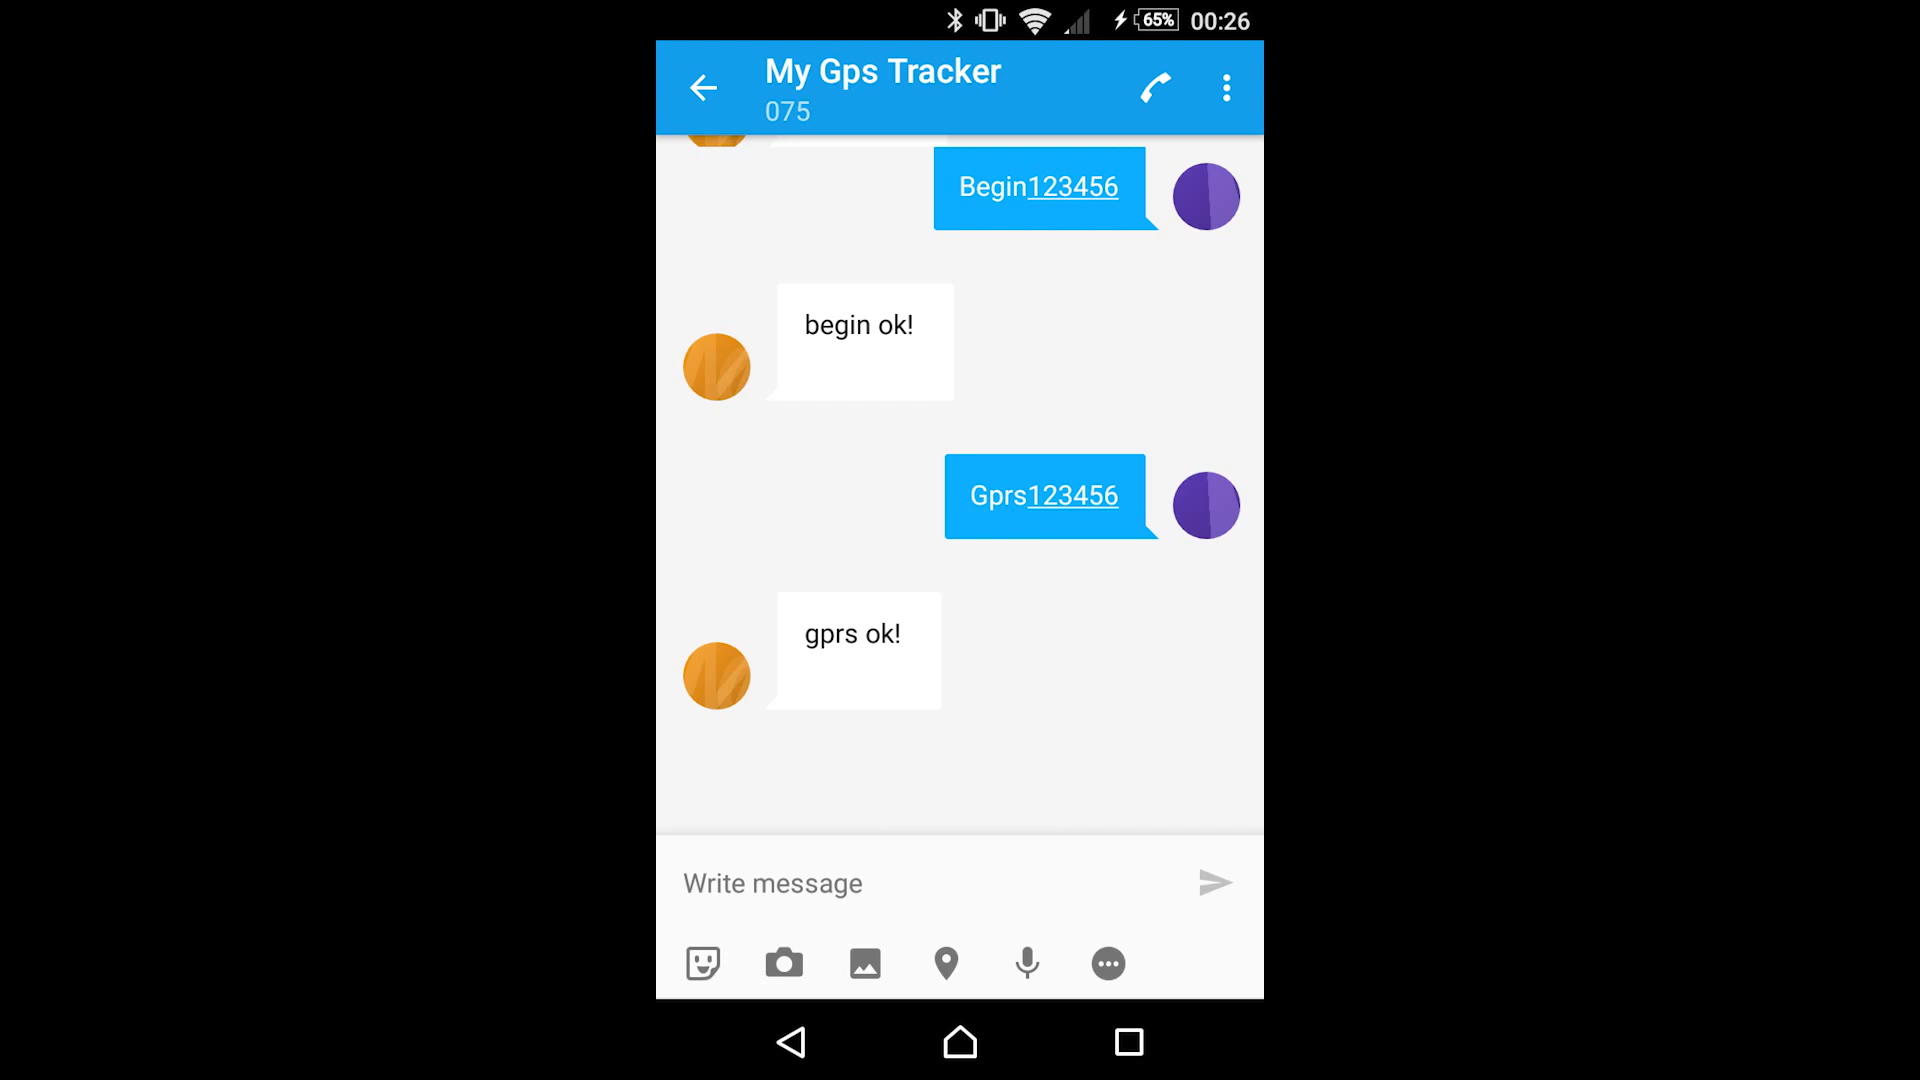 65% 00:26
My Gps Tracker
075
Begin123456
begin ok!
Gprs123456
gprs ok!
Write message